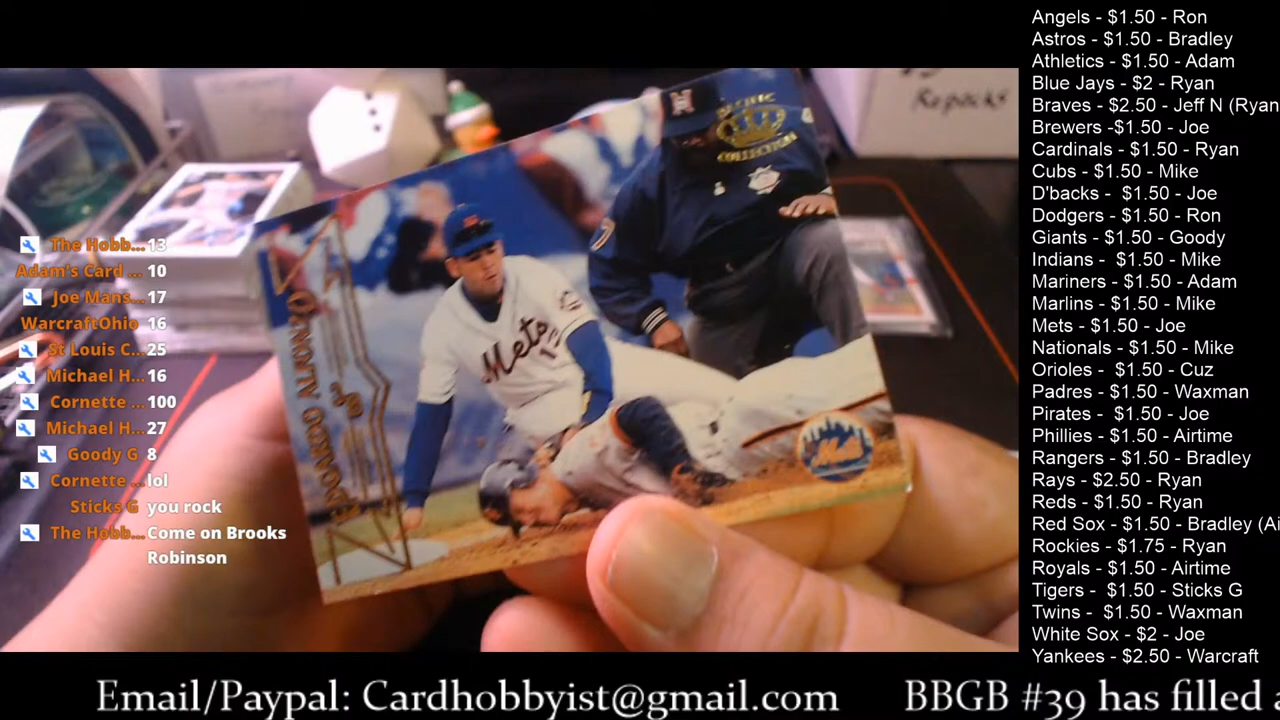 Angels - $1.50 - Ron
Astros - $1.50 - Bradley
Athletics - $1.50 - Adam
Blue Jays - $2 - Ryan
Braves - $2.50 - Jeff N (Ryan
Brewers -$1.50 - Joe
Cardinals - $1.50 - Ryan
Cubs - $1.50 - Mike
D'backs -  $1.50 - Joe
Dodgers - $1.50 - Ron
Giants - $1.50 - Goody
Indians -  $1.50 - Mike
Mariners - $1.50 - Adam
Marlins - $1.50 - Mike
Mets - $1.50 - Joe
Nationals - $1.50 - Mike
Orioles - $1.50 - Cuz
Padres - $1.50 - Waxman
Pirates -  $1.50 - Joe
Phillies - $1.50 - Airtime
Rangers - $1.50 - Bradley
Rays - $2.50 - Ryan
Reds - $1.50 - Ryan
Red Sox - $1.50 - Bradley (Ai
Rockies - $1.75 - Ryan
Royals - $1.50 - Airtime
Tigers -  $1.50 - Sticks G
Twins -  $1.50 - Waxman
White Sox - $2 - Joe
Yankees - $2.50 - Warcraft
Repacks
PACIFIC
COLLECTION
Mets
13
Mets
EDGARDO ALFONZO
The Hobb... 13
Adam's Card ... 10
Joe Mans... 17
WarcraftOhio 16
St Louis C... 25
Michael H... 16
Cornette ... 100
Michael H... 27
Goody G 8
Cornette ... lol
Sticks G you rock
The Hobb... Come on Brooks
Robinson
Email/Paypal: Cardhobbyist@gmail.com
BBGB #39 has filled a